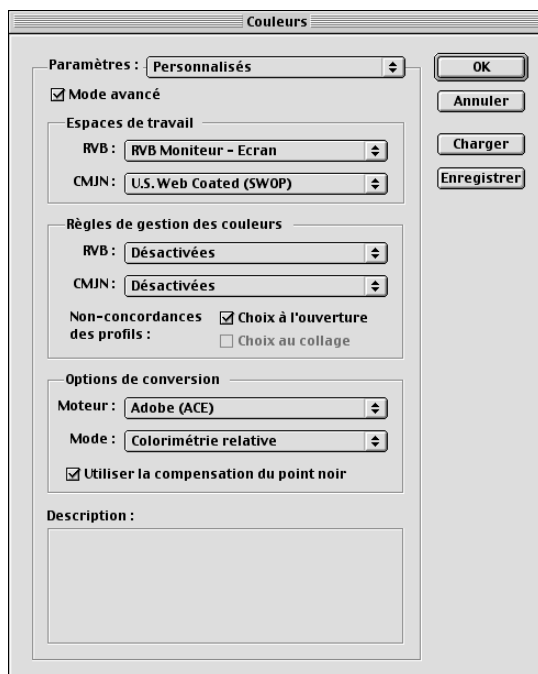 Couleurs
Paramètres : Personnalisés
Mode avancé
Espaces de travail
RVB : RVB Moniteur - Ecran
CMJN : U.S. Web Coated (SWOP)
Règles de gestion des couleurs
RVB : Désactivées
CMJN : Désactivées
Non-concordances des profils :
Choix à l'ouverture
Choix au collage
Options de conversion
Moteur : Adobe (ACE)
Mode : Colorimétrie relative
Utiliser la compensation du point noir
Description :
OK
Annuler
Charger
Enregistrer